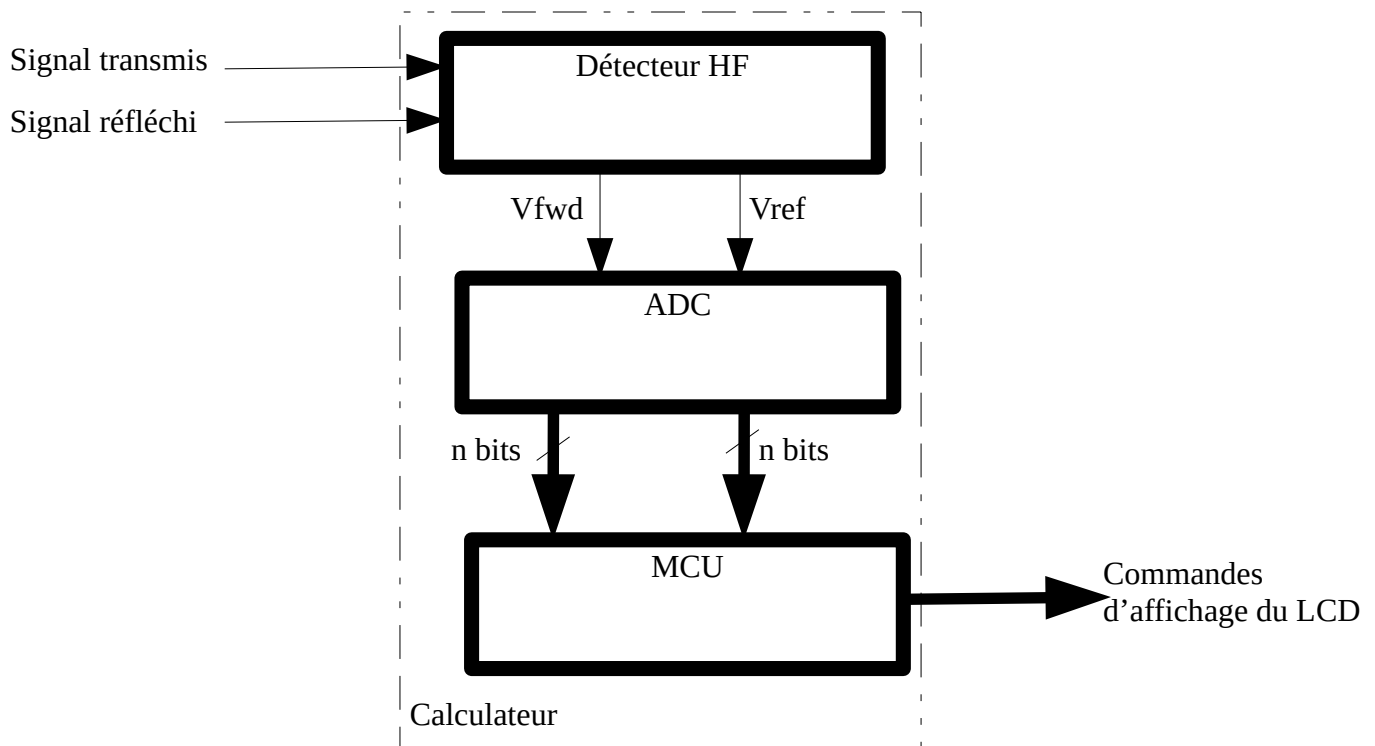 Signal transmis
Détecteur HF
Signal réfléchi
Vfwd
Vref
ADC
n bits
n bits
MCU
Commandes
d’affichage du LCD
Calculateur